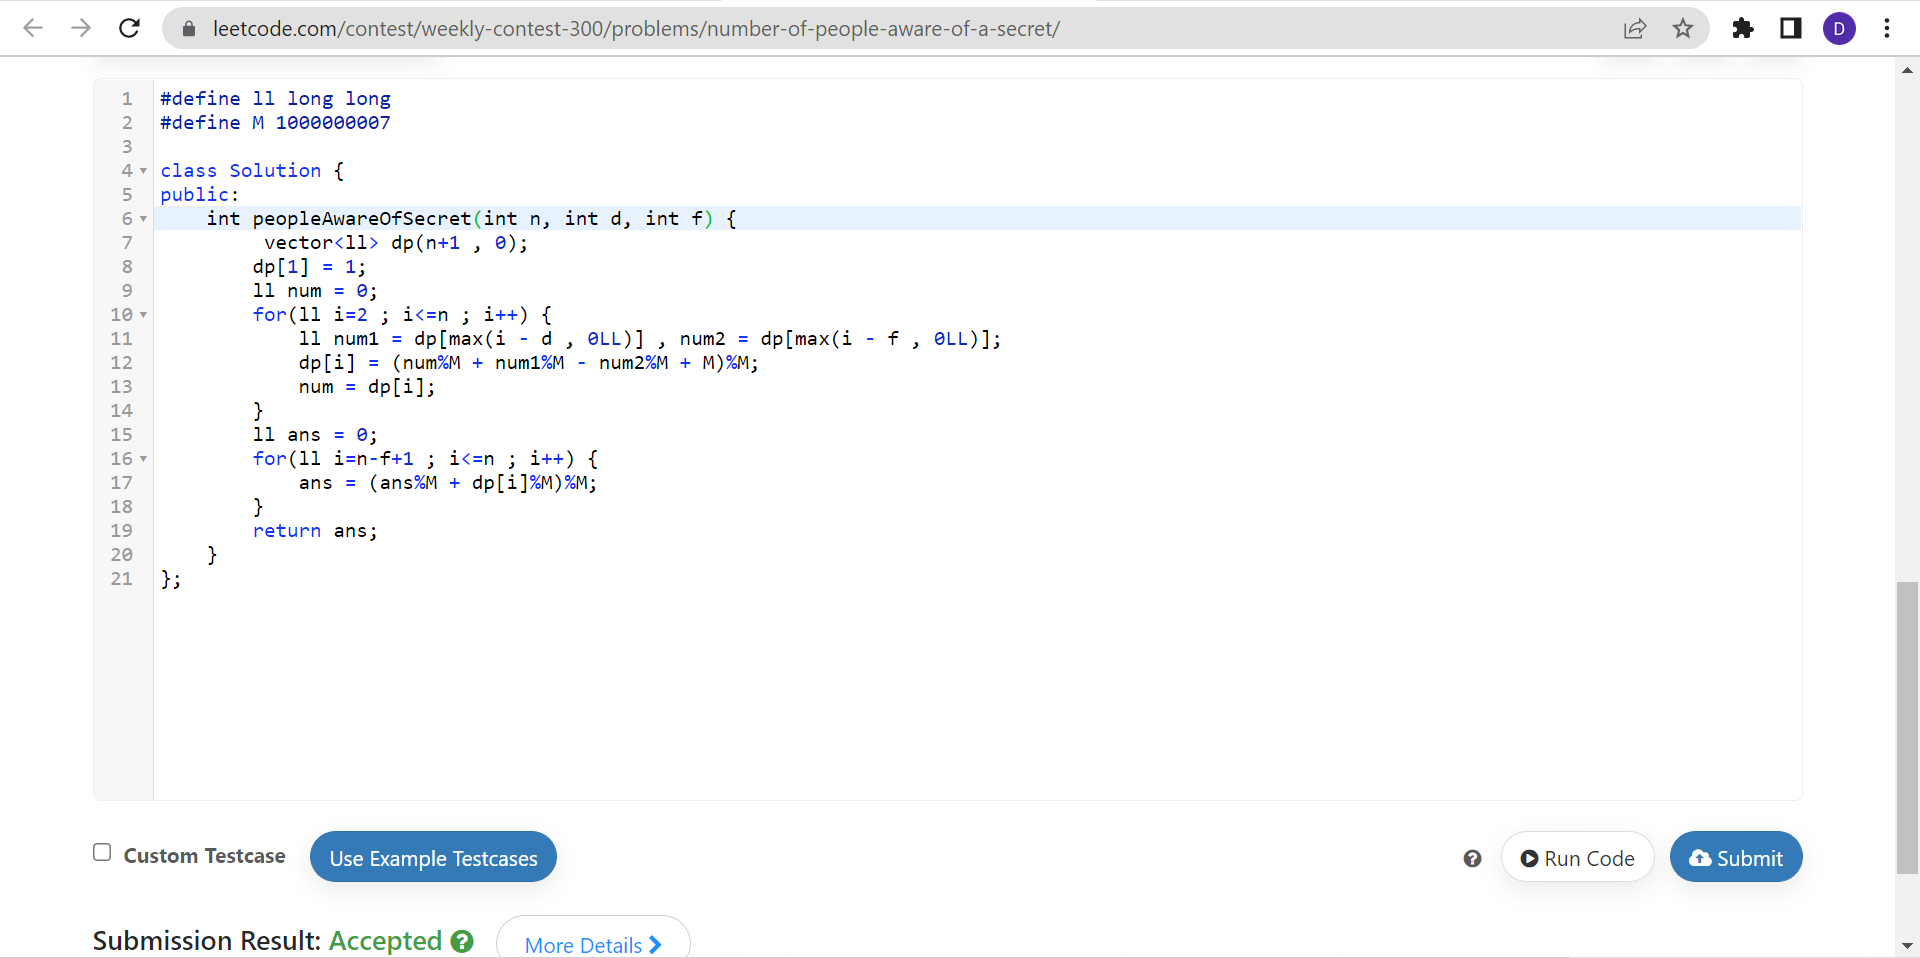 leetcode.com/contest/weekly-contest-300/problems/number-of-people-aware-of-a-secret/
D
1 #define ll long long
2 #define M 1000000007
3
4 class Solution {
5 public:
6     int peopleAwareOfSecret(int n, int d, int f) {
7          vector<ll> dp(n+1 , 0);
8         dp[1] = 1;
9         ll num = 0;
10         for(ll i=2 ; i<=n ; i++) {
11             ll num1 = dp[max(i - d , 0LL)] , num2 = dp[max(i - f , 0LL)];
12             dp[i] = (num%M + num1%M - num2%M + M)%M;
13             num = dp[i];
14         }
15         ll ans = 0;
16         for(ll i=n-f+1 ; i<=n ; i++) {
17             ans = (ans%M + dp[i]%M)%M;
18         }
19         return ans;
20     }
21 };
Custom Testcase
Use Example Testcases
? Run Code
Submit
Submission Result: Accepted ?
More Details